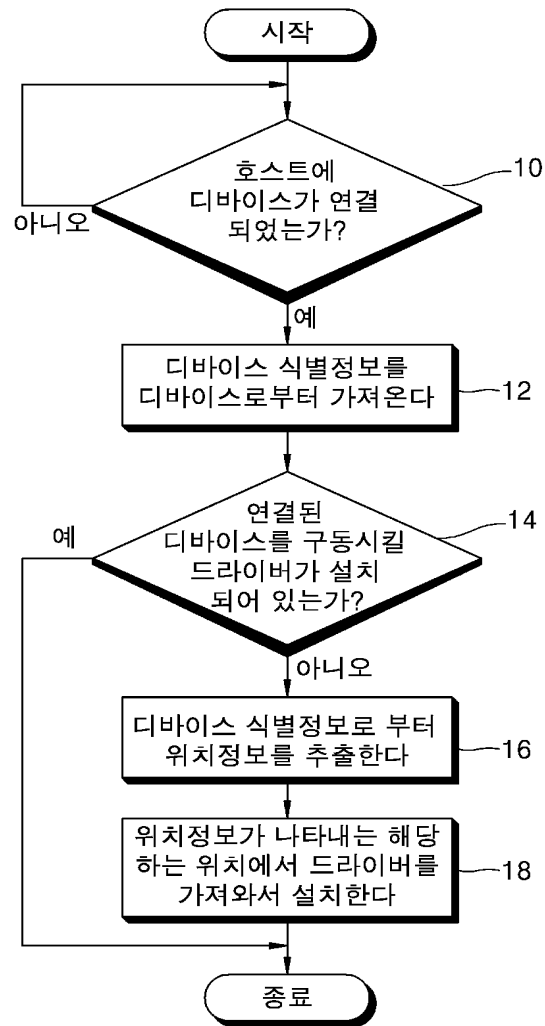 시작
호스트에
디바이스가 연결
되었는가?
10
아니오
예
디바이스 식별정보를
디바이스로부터 가져온다
12
연결된
디바이스를 구동시킬
드라이버가 설치
되어 있는가?
14
예
아니오
디바이스 식별정보로 부터
위치정보를 추출한다
16
위치정보가 나타내는 해당
하는 위치에서 드라이버를
가져와서 설치한다
18
종료